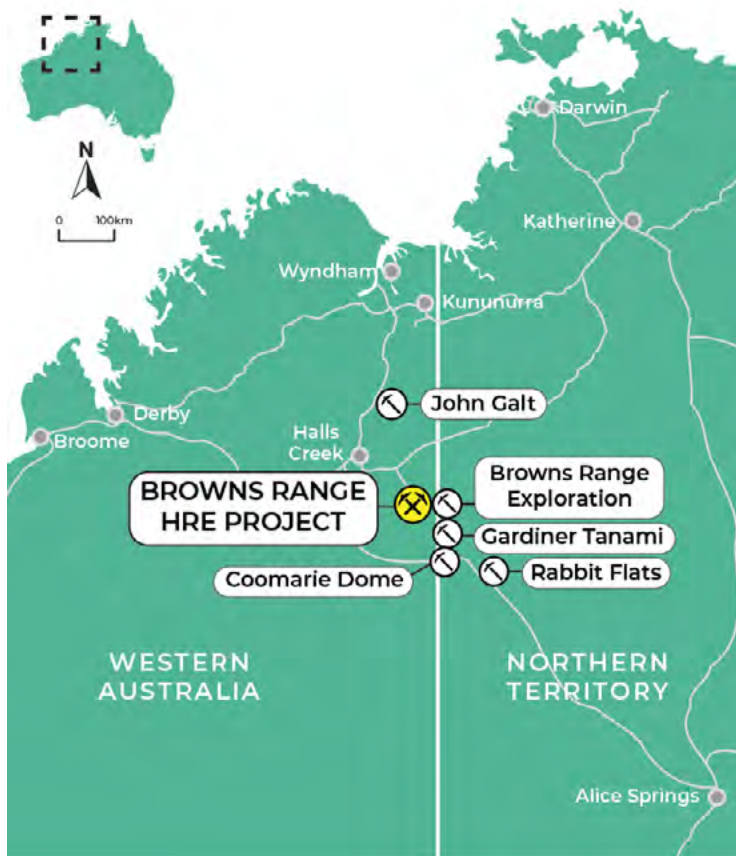 N
0 100km
Darwin
Katherine
Wyndham
Kununurra
John Galt
Derby
Broome
Halls
Creek
BROWNS RANGE
HRE PROJECT
Browns Range
Exploration
Gardiner Tanami
Coomarie Dome
Rabbit Flats
WESTERN
AUSTRALIA
NORTHERN
TERRITORY
Alice Springs